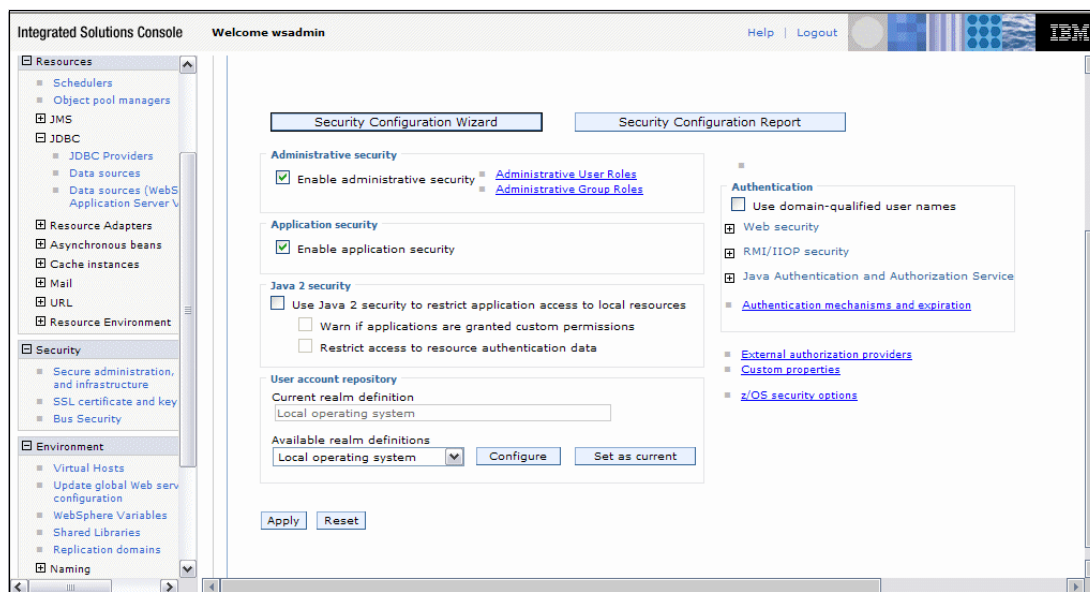 Integrated Solutions Console Welcome wsadmin Help | Logout IBM
Resources
Schedulers
Object pool managers
JMS
JDBC
JDBC Providers
Data sources
Data sources (WebS
Application Server V
Resource Adapters
Asynchronous beans
Cache instances
Mail
URL
Resource Environment
Security
Secure administration,
and infrastructure
SSL certificate and key
Bus Security
Environment
Virtual Hosts
Update global Web serv
configuration
WebSphere Variables
Shared Libraries
Replication domains
Naming
Security Configuration Wizard Security Configuration Report
Administrative security
Enable administrative security
Administrative User Roles
Administrative Group Roles
Application security
Enable application security
Java 2 security
Use Java 2 security to restrict application access to local resources
Warn if applications are granted custom permissions
Restrict access to resource authentication data
User account repository
Current realm definition
Local operating system
Available realm definitions
Local operating system Configure Set as current
Apply Reset
Authentication
Use domain-qualified user names
Web security
RMI/IIOP security
Java Authentication and Authorization Service
Authentication mechanisms and expiration
External authorization providers
Custom properties
z/OS security options